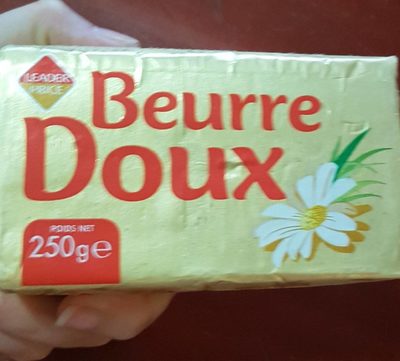 LEADER
PRICE
Beurre
Doux
POIDS NET
250g e